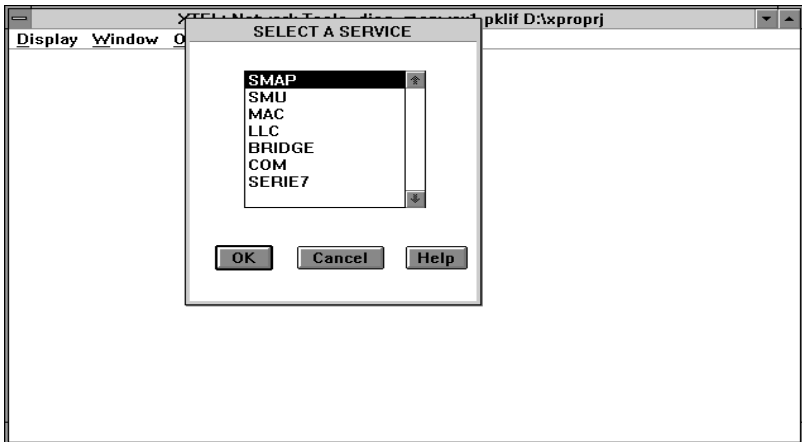 pklif D:\xproprj
Display Window O
SELECT A SERVICE
SMAP
SMU
MAC
LLC
BRIDGE
COM
SERIE7
OK Cancel Help